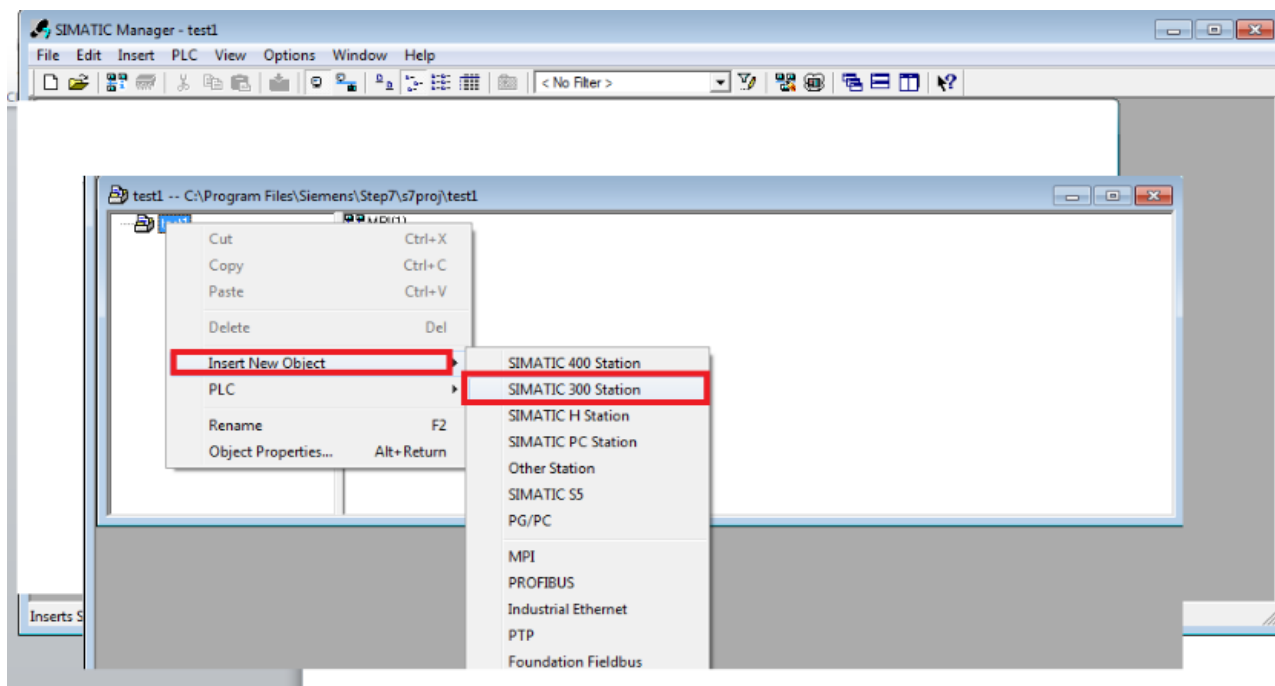 SIMATIC Manager - test1
File Edit Insert PLC View Options Window Help
< No Filter >
test1 -- C:\Program Files\Siemens\Step7\s7proj\test1
MPI(1)
Cut Ctrl+X
Copy Ctrl+C
Paste Ctrl+V
Delete Del
Insert New Object
PLC
Rename F2
Object Properties... Alt+Return
SIMATIC 400 Station
SIMATIC 300 Station
SIMATIC H Station
SIMATIC PC Station
Other Station
SIMATIC S5
PG/PC
MPI
PROFIBUS
Industrial Ethernet
PTP
Foundation Fieldbus
Inserts S